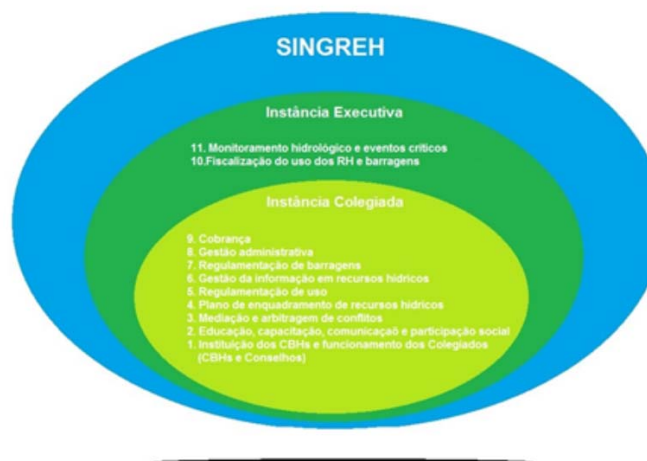 SINGREH
Instância Executiva
11. Monitoramento hidrológico e eventos críticos
10.Fiscalização do uso dos RH e barragens
Instância Colegiada
9. Cobrança
8. Gestão administrativa
7. Regulamentação de barragens
6. Gestão da informação em recursos hídricos
5. Regulamentação de uso
4. Plano de enquadramento de recursos hídricos
3. Mediação e arbitragem de conflitos
2. Educação, capacitação, comunicaçaõ e participação social
1. Instituição dos CBHs e funcionamento dos Colegiados
(CBHs e Conselhos)